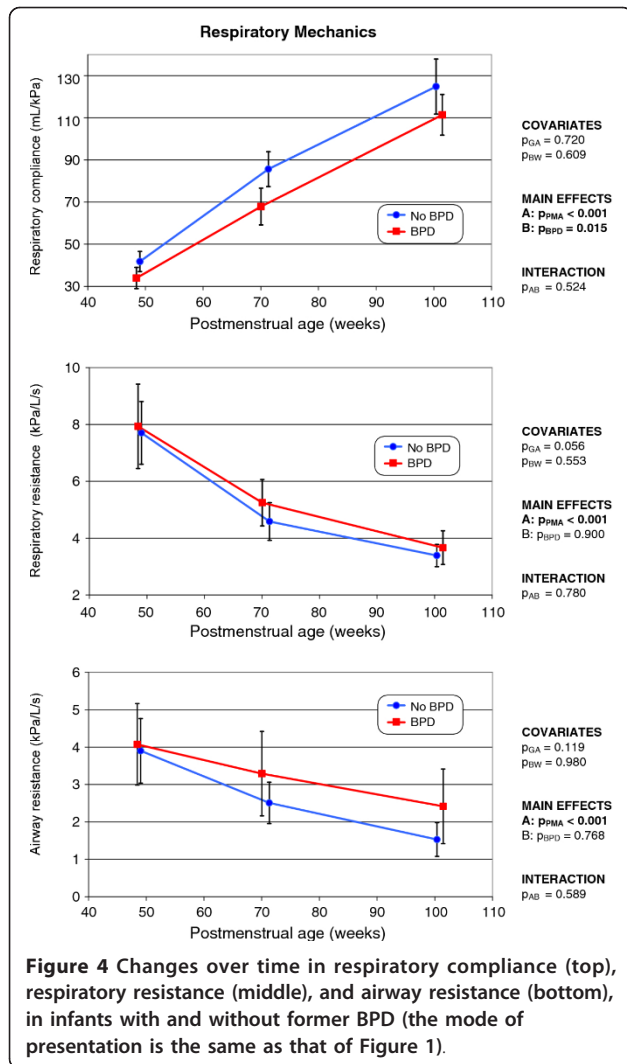 Respiratory Mechanics
Respiratory compliance (mL/kPa)
130
110
90
70
50
30
40 50 60 70 80 90 100 110
Postmenstrual age (weeks)
No BPD
BPD
COVARIATES
pGA = 0.720
pBW = 0.609
MAIN EFFECTS
A: pPMA < 0.001
B: pBPD = 0.015
INTERACTION
pAB = 0.524
Respiratory resistance (kPa/L/s)
10
8
6
4
2
40 50 60 70 80 90 100 110
Postmenstrual age (weeks)
No BPD
BPD
COVARIATES
pGA = 0.056
pBW = 0.553
MAIN EFFECTS
A: pPMA < 0.001
B: pBPD = 0.900
INTERACTION
pAB = 0.780
Airway resistance (kPa/L/s)
6
5
4
3
2
1
0
40 50 60 70 80 90 100 110
Postmenstrual age (weeks)
No BPD
BPD
COVARIATES
pGA = 0.119
pBW = 0.980
MAIN EFFECTS
A: pPMA < 0.001
B: pBPD = 0.768
INTERACTION
pAB = 0.589
Figure 4 Changes over time in respiratory compliance (top),
respiratory resistance (middle), and airway resistance (bottom),
in infants with and without former BPD (the mode of
presentation is the same as that of Figure 1).